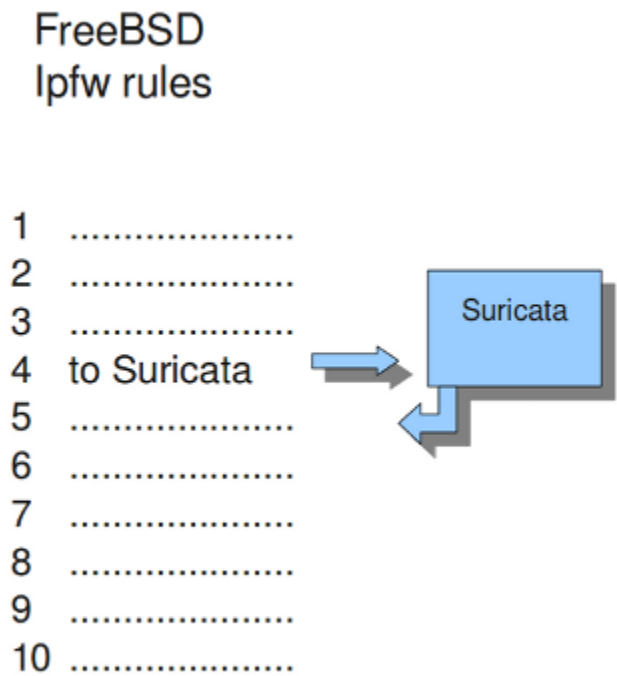 FreeBSD
Ipfw rules
1 .....................
2 .....................
3 .....................
4 to Suricata
Suricata
5 .....................
6 .....................
7 .....................
8 .....................
9 .....................
10 .....................